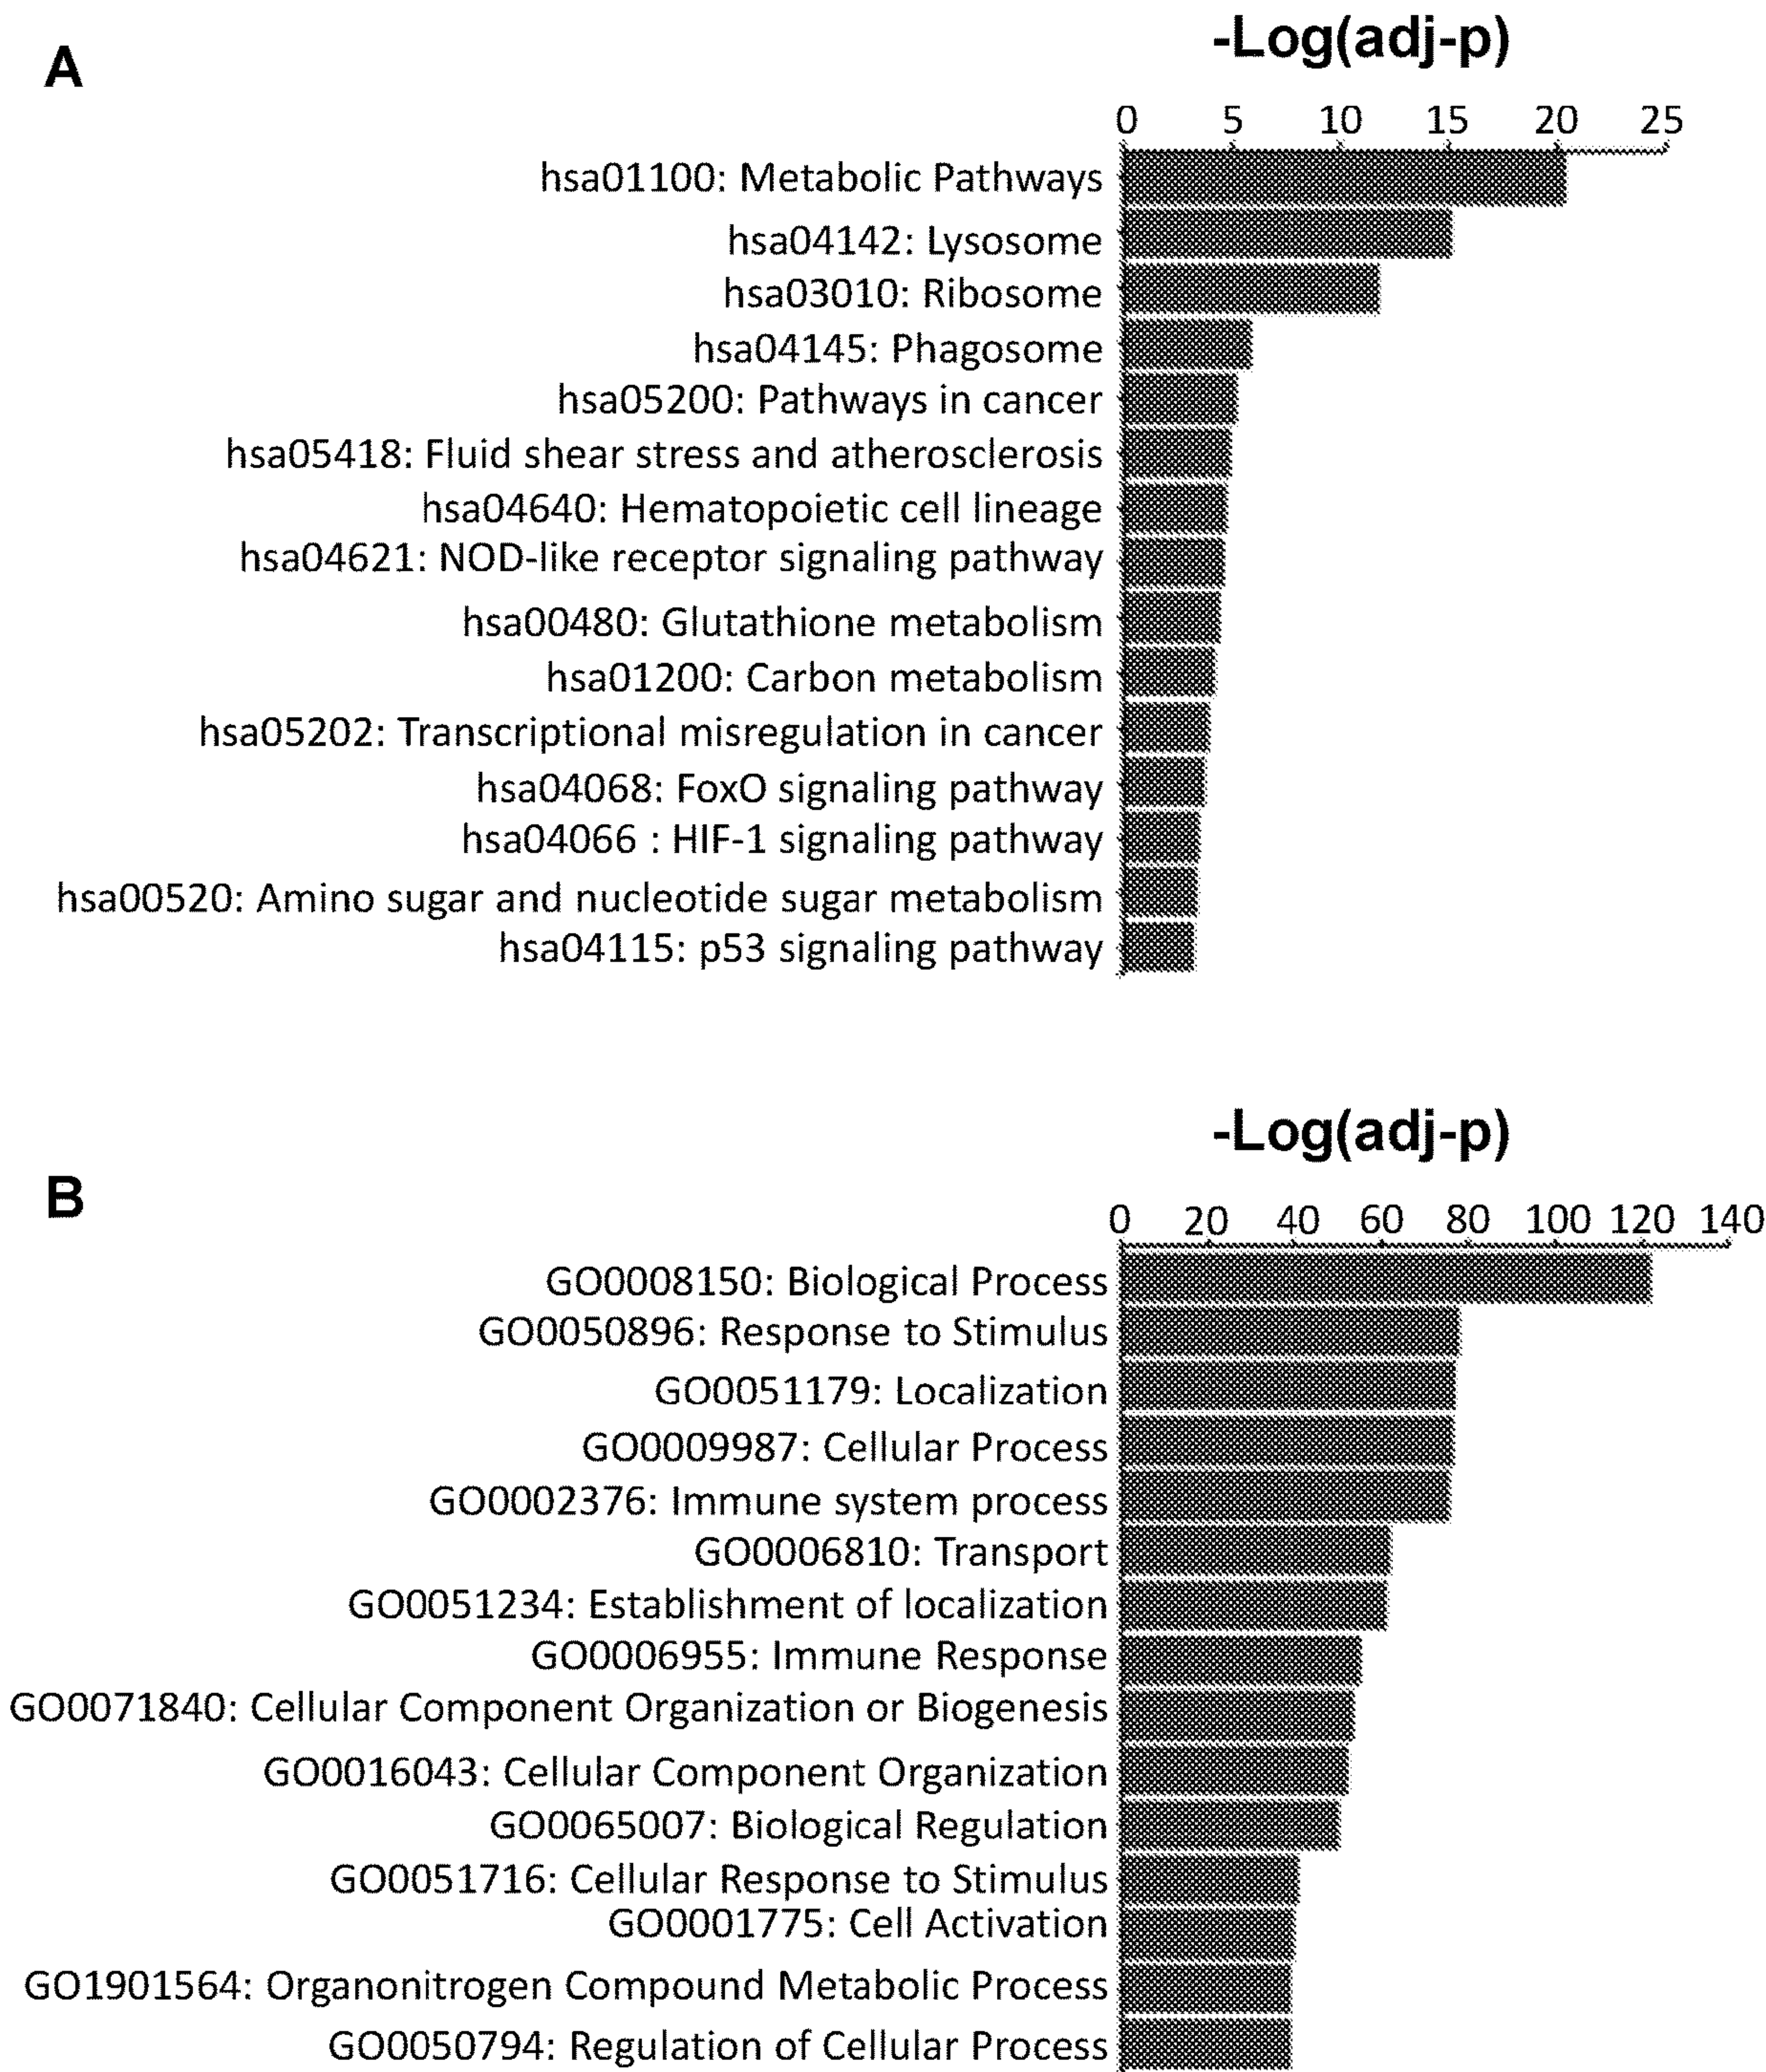 A
-Log(adj-p)
0 5 10 15 20 25
hsa01100: Metabolic Pathways
hsa04142: Lysosome
hsa03010: Ribosome
hsa04145: Phagosome
hsa05200: Pathways in cancer
hsa05418: Fluid shear stress and atherosclerosis
hsa04640: Hematopoietic cell lineage
hsa04621: NOD-like receptor signaling pathway
hsa00480: Glutathione metabolism
hsa01200: Carbon metabolism
hsa05202: Transcriptional misregulation in cancer
hsa04068: FoxO signaling pathway
hsa04066 : HIF-1 signaling pathway
hsa00520: Amino sugar and nucleotide sugar metabolism
hsa04115: p53 signaling pathway
-Log(adj-p)
B
0 20 40 60 80 100 120 140
GO0008150: Biological Process
GO0050896: Response to Stimulus
GO0051179: Localization
GO0009987: Cellular Process
GO0002376: Immune system process
GO0006810: Transport
GO0051234: Establishment of localization
GO0006955: Immune Response
GO0071840: Cellular Component Organization or Biogenesis
GO0016043: Cellular Component Organization
GO0065007: Biological Regulation
GO0051716: Cellular Response to Stimulus
GO0001775: Cell Activation
GO1901564: Organonitrogen Compound Metabolic Process
GO0050794: Regulation of Cellular Process